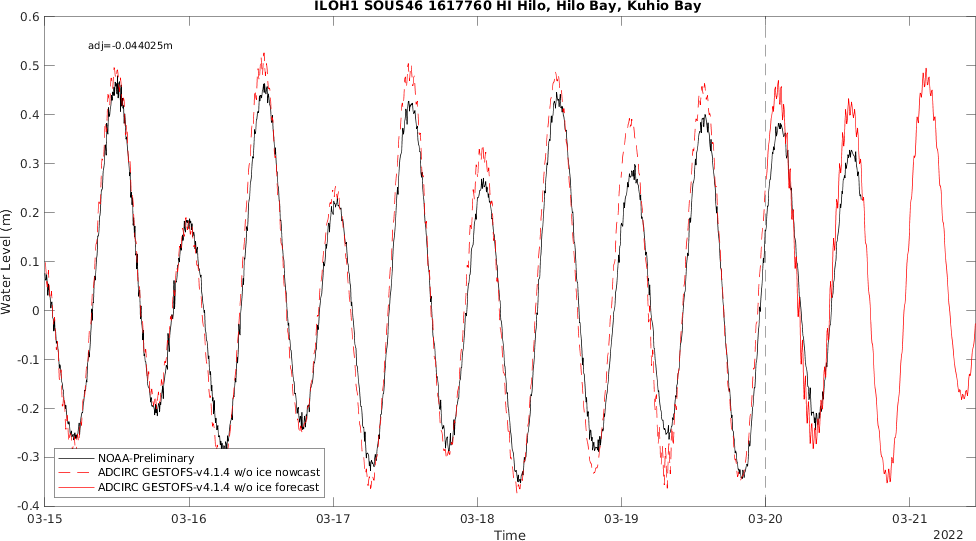 ILOH1 SOUS46 1617760 HI Hilo, Hilo Bay, Kuhio Bay
adj=-0.044025m
0.6
0.5
0.4
0.3
0.2
0.1
0
-0.1
-0.2
-0.3
-0.4
Water Level (m)
NOAA-Preliminary
ADCIRC GESTOFS-v4.1.4 w/o ice nowcast
ADCIRC GESTOFS-v4.1.4 w/o ice forecast
03-15 03-16 03-17 03-18 03-19 03-20 03-21
Time
2022